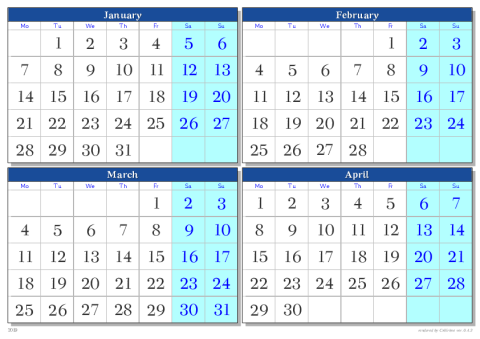 January February
Mo Tu We Th Fr Sa Su Mo Tu We Th Fr Sa Su
1 2 3 4 5 6 1 2 3
7 8 9 10 11 12 13 4 5 6 7 8 9 10
14 15 16 17 18 19 20 11 12 13 14 15 16 17
21 22 23 24 25 26 27 18 19 20 21 22 23 24
28 29 30 31 25 26 27 28
March April
Mo Tu We Th Fr Sa Su Mo Tu We Th Fr Sa Su
1 2 3 1 2 3 4 5 6 7
4 5 6 7 8 9 10 8 9 10 11 12 13 14
11 12 13 14 15 16 17 15 16 17 18 19 20 21
18 19 20 21 22 23 24 22 23 24 25 26 27 28
25 26 27 28 29 30 31 29 30